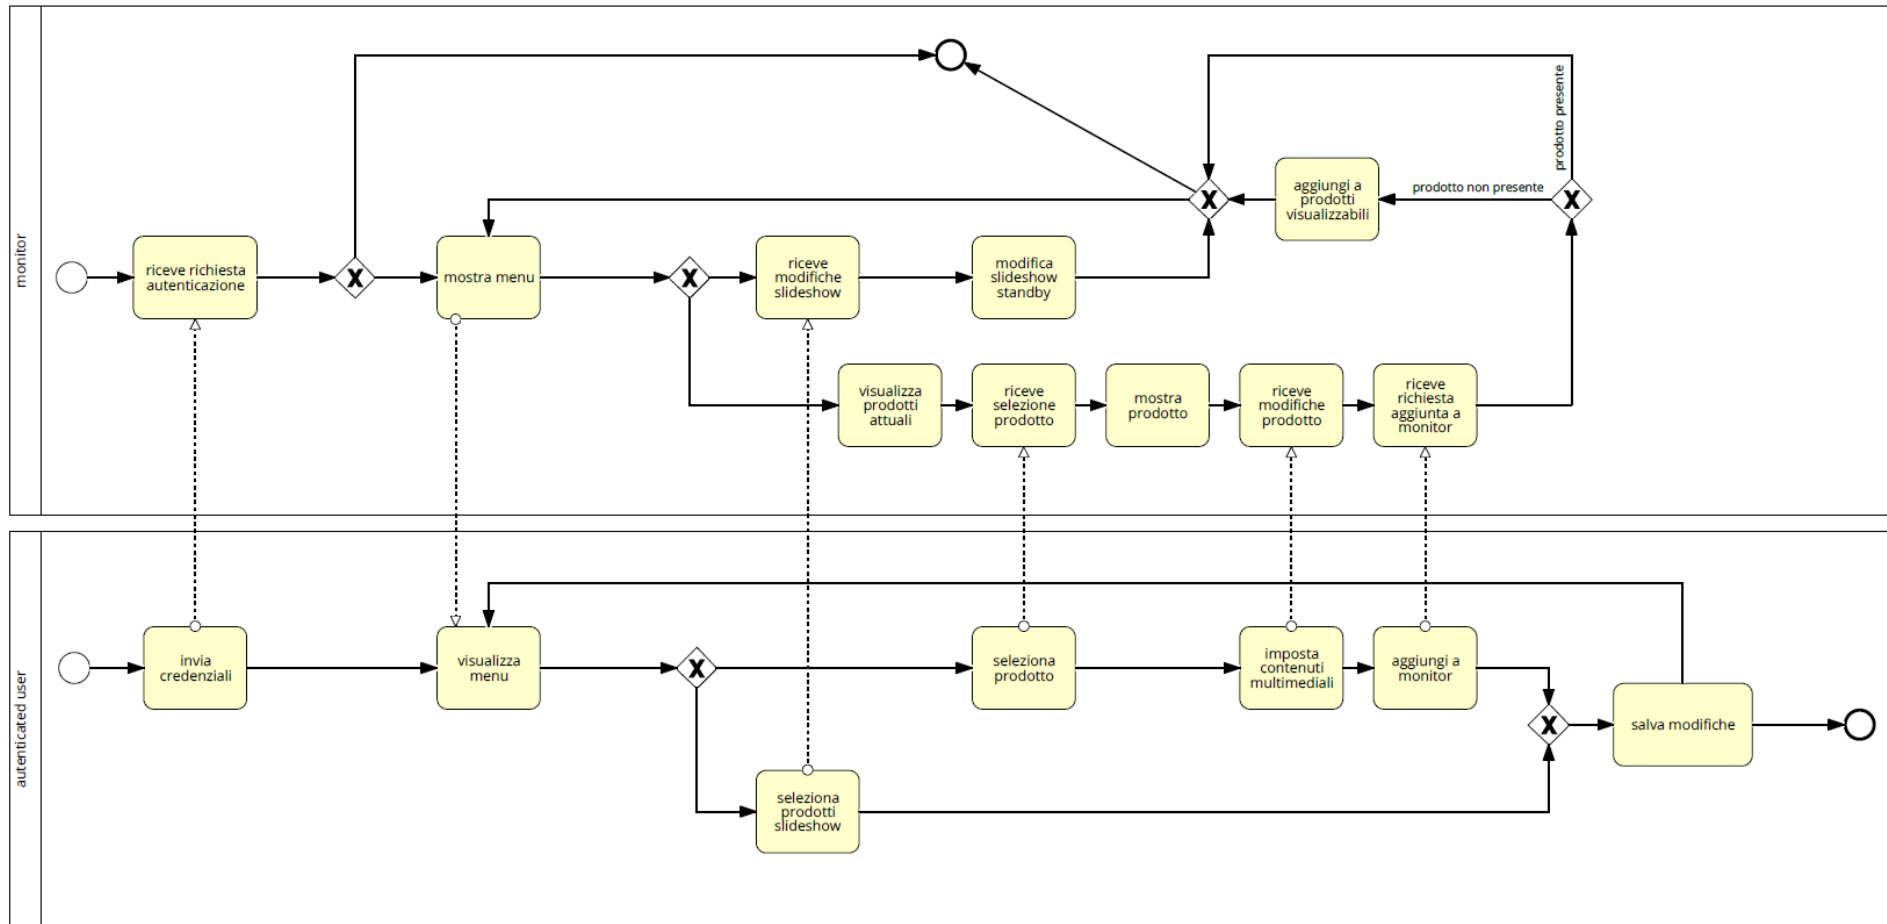 monitor
prodotto presente
aggiungi a
prodotti
visualizzabili
prodotto non presente
riceve richiesta
autenticazione
mostra menu
riceve
modifiche
slideshow
modifica
slideshow
standby
visualizza
prodotti
attuali
riceve
selezione
prodotto
mostra
prodotto
riceve
modifiche
prodotto
riceve
richiesta
aggiunta a
monitor
autenticated user
invia
credenziali
visualizza
menu
seleziona
prodotto
imposta
contenuti
multimediali
aggiungi a
monitor
salva modifiche
seleziona
prodotti
slideshow